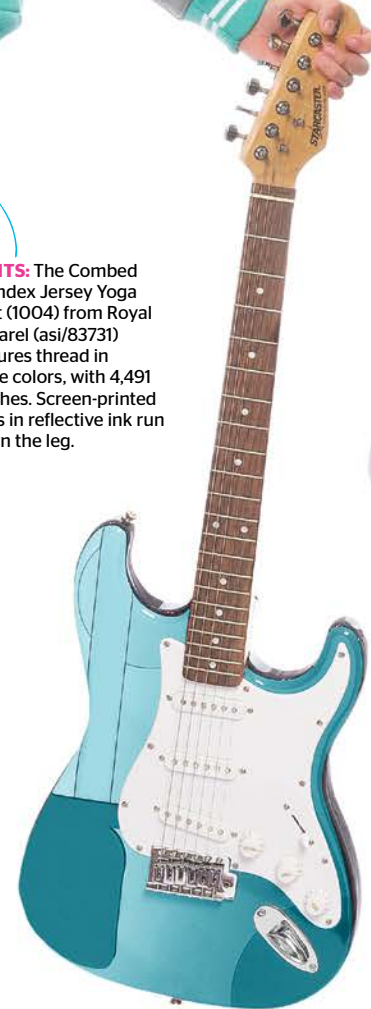 STARCASTER
ITS: The Combed
ndex Jersey Yoga
t (1004) from Royal
arel (asi/83731)
ures thread in
e colors, with 4,491
hes. Screen-printed
s in reflective ink run
n the leg.